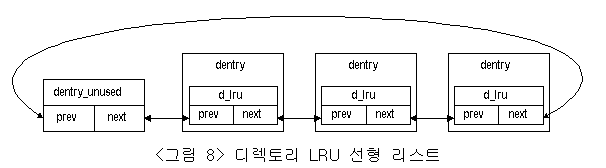 dentry dentry dentry
dentry_unused d_lru d_lru d_lru
prev next prev next prev next prev next
<그림 8> 디렉토리 LRU 선형 리스트